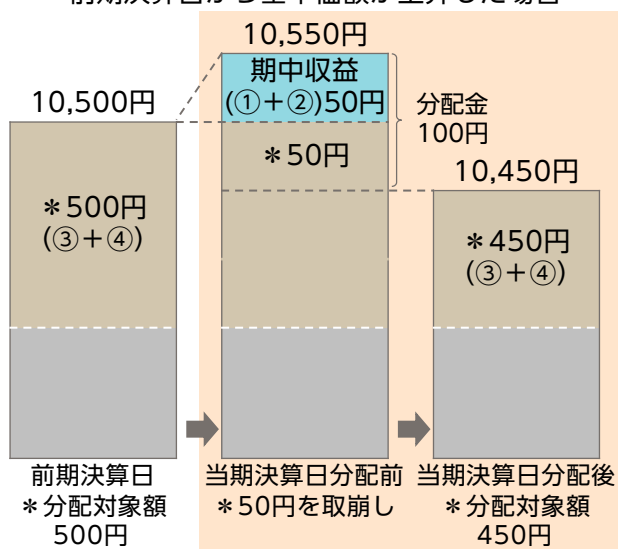 前期決算日から基準価額が上昇した場合
10,550円
期中収益
(①+②)50円
10,500円
分配金
100円
*50円
10,450円
*500円
(③+④)
*450円
(③+④)
前期決算日
*分配対象額
500円
当期決算日分配前
*50円を取崩し
当期決算日分配後
*分配対象額
450円